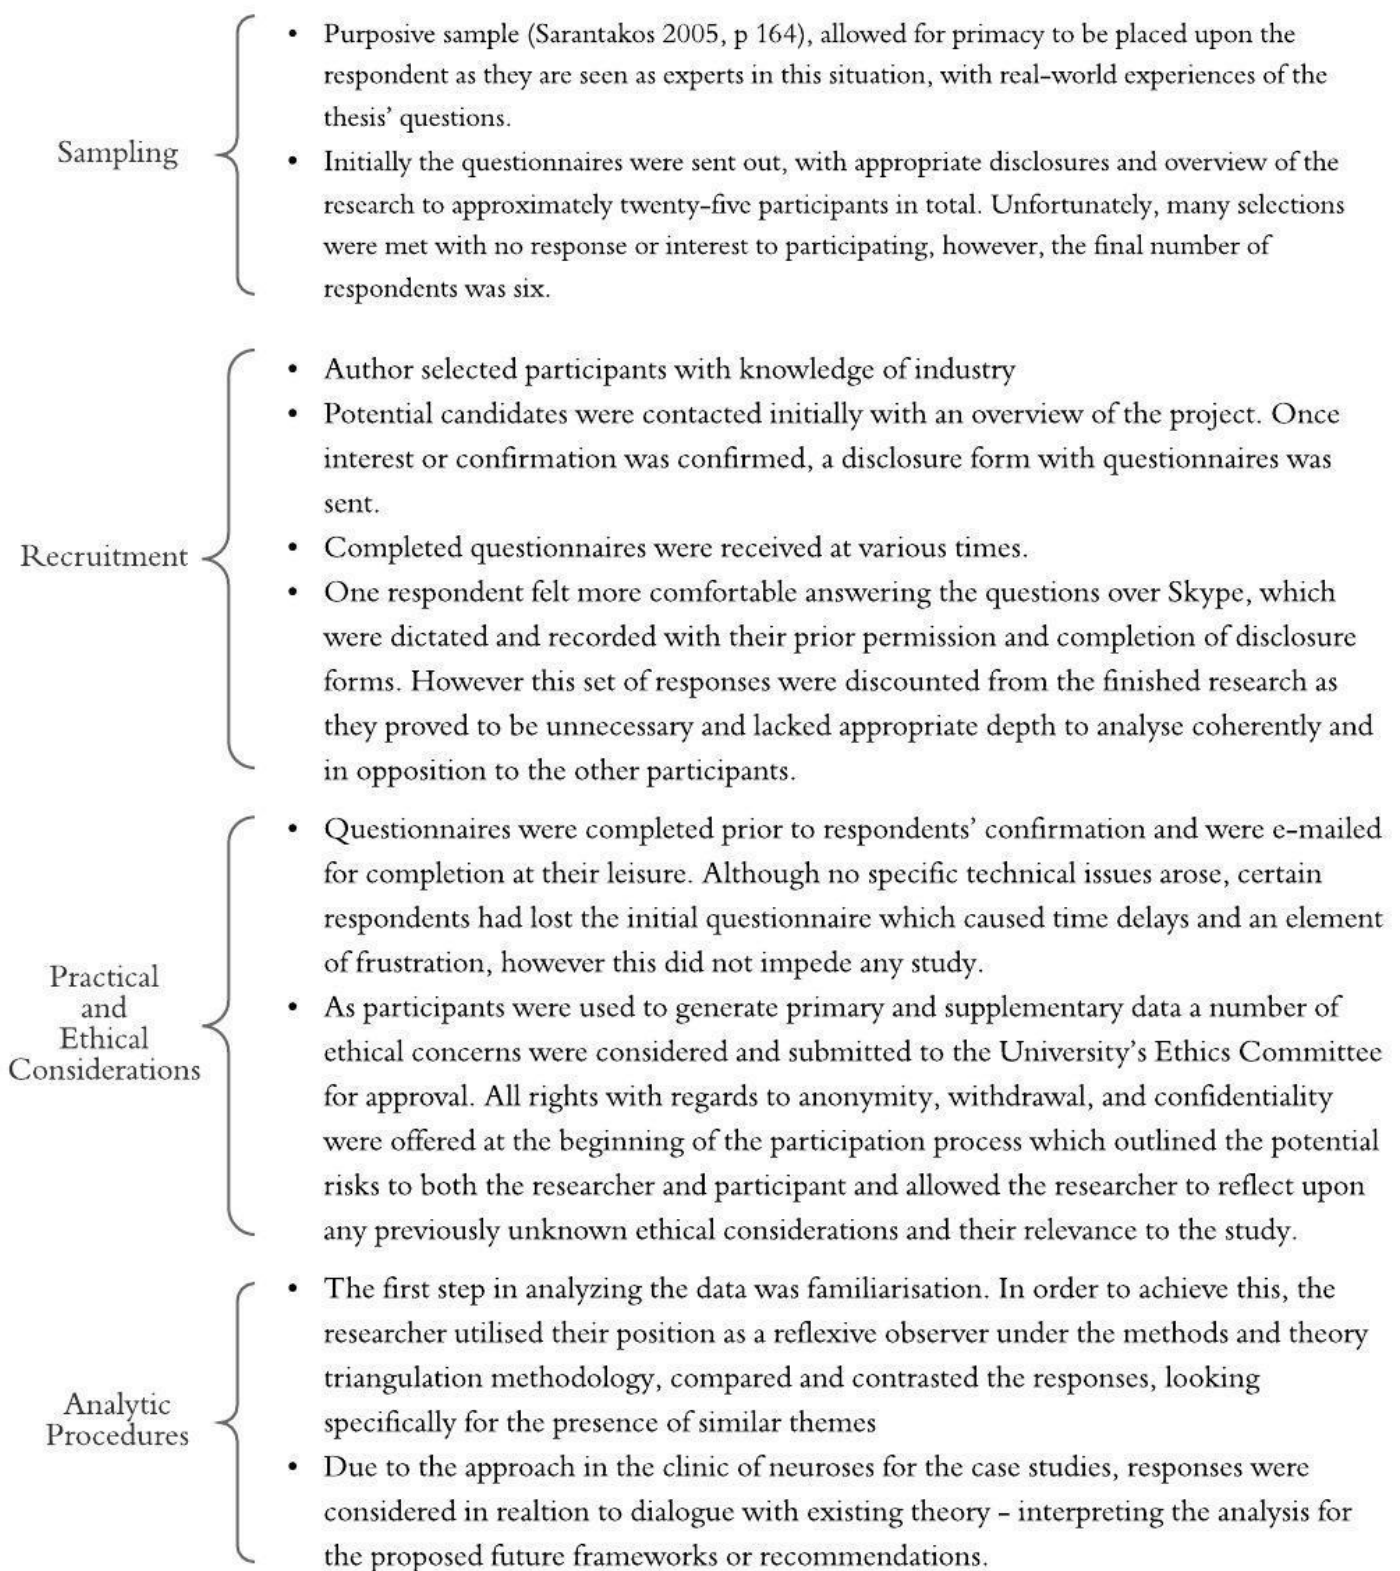 Sampling
• Purposive sample (Sarantakos 2005, p 164), allowed for primacy to be placed upon the
respondent as they are seen as experts in this situation, with real-world experiences of the
thesis’ questions.
• Initially the questionnaires were sent out, with appropriate disclosures and overview of the
research to approximately twenty-five participants in total. Unfortunately, many selections
were met with no response or interest to participating, however, the final number of
respondents was six.
Recruitment
• Author selected participants with knowledge of industry
• Potential candidates were contacted initially with an overview of the project. Once
interest or confirmation was confirmed, a disclosure form with questionnaires was
sent.
• Completed questionnaires were received at various times.
• One respondent felt more comfortable answering the questions over Skype, which
were dictated and recorded with their prior permission and completion of disclosure
forms. However this set of responses were discounted from the finished research as
they proved to be unnecessary and lacked appropriate depth to analyse coherently and
in opposition to the other participants.
Practical
and
Ethical
Considerations
• Questionnaires were completed prior to respondents’ confirmation and were e-mailed
for completion at their leisure. Although no specific technical issues arose, certain
respondents had lost the initial questionnaire which caused time delays and an element
of frustration, however this did not impede any study.
• As participants were used to generate primary and supplementary data a number of
ethical concerns were considered and submitted to the University’s Ethics Committee
for approval. All rights with regards to anonymity, withdrawal, and confidentiality
were offered at the beginning of the participation process which outlined the potential
risks to both the researcher and participant and allowed the researcher to reflect upon
any previously unknown ethical considerations and their relevance to the study.
Analytic
Procedures
• The first step in analyzing the data was familiarisation. In order to achieve this, the
researcher utilised their position as a reflexive observer under the methods and theory
triangulation methodology, compared and contrasted the responses, looking
specifically for the presence of similar themes
• Due to the approach in the clinic of neuroses for the case studies, responses were
considered in realtion to dialogue with existing theory - interpreting the analysis for
the proposed future frameworks or recommendations.